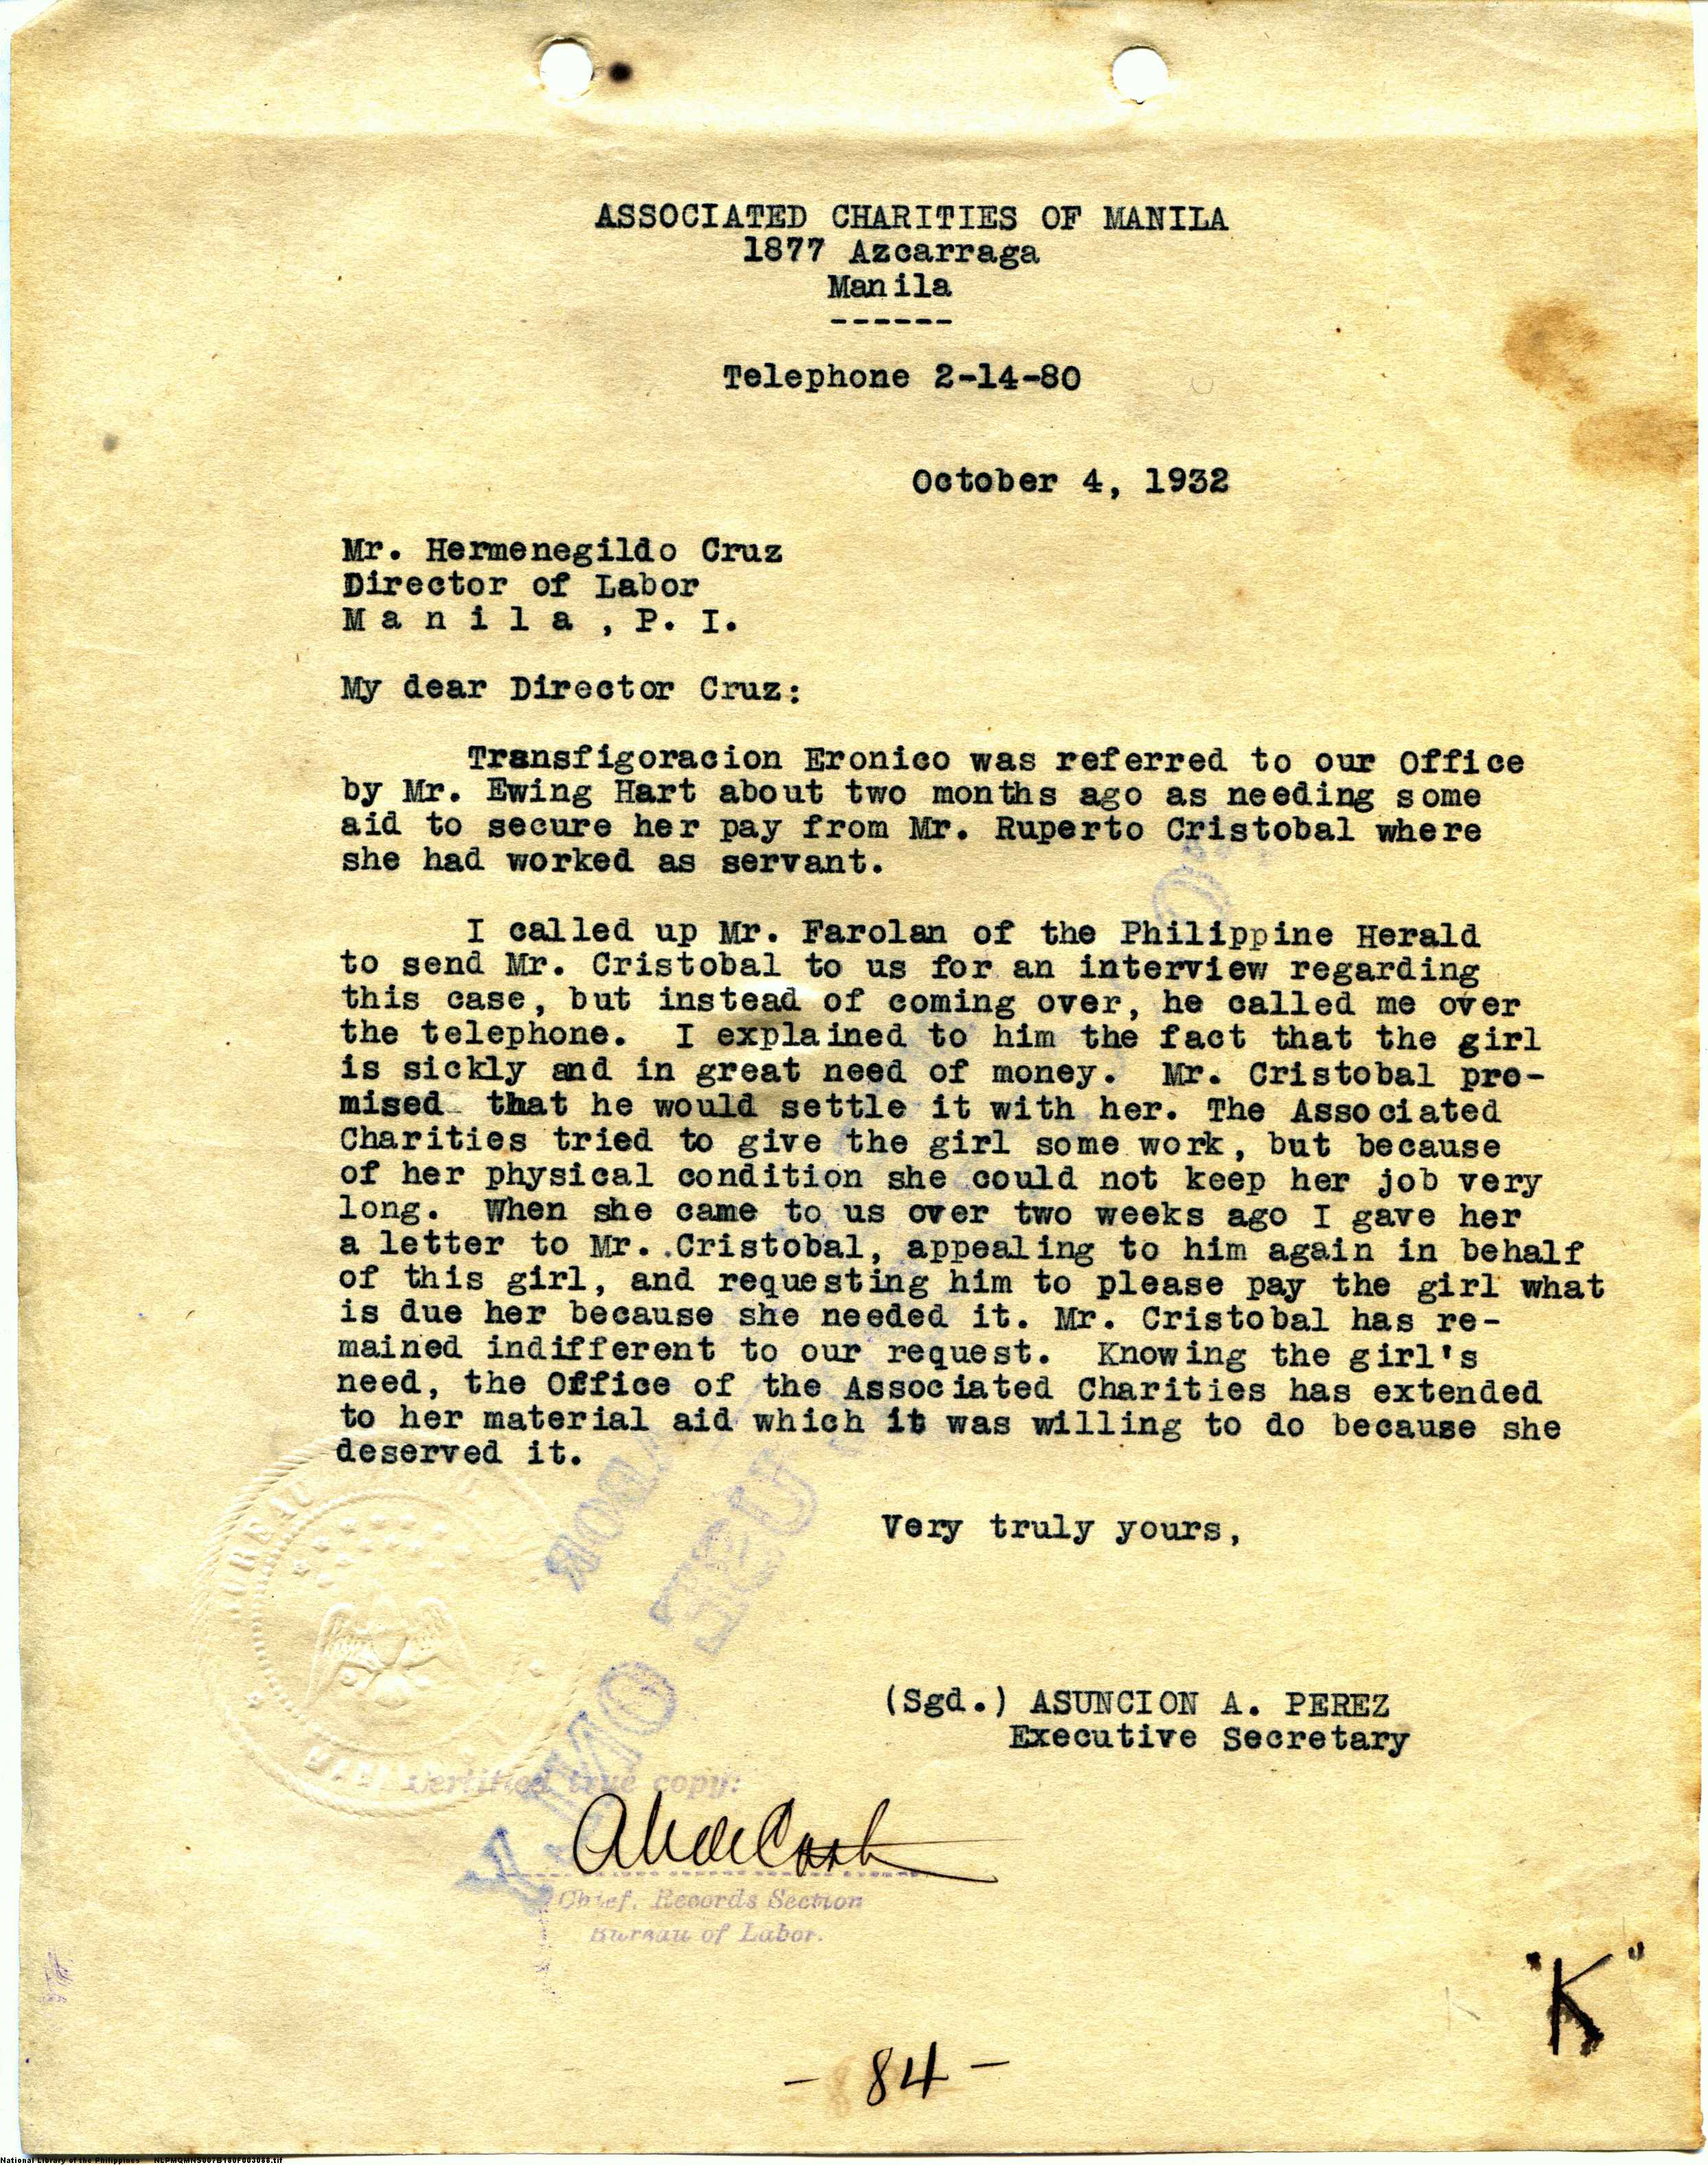 ASSOCIATED CHARITIES OF MANILA
1877 Azcarraga
Manila
------
Telephone 2-14-80
October 4, 1932
Mr. Hermenegildo Cruz
Director of Labor
M a n i l a , P. I.
My dear Director Cruz:
Transfigoracion Eronico was referred to our Office
by Mr. Ewing Hart about two months ago as needing some
aid to secure her pay from Mr. Ruperto Cristobal where
she had worked as servant.
I called up Mr. Farolan of the Philippine Herald
to send Mr. Cristobal to us for an interview regarding
this case, but instead of coming over, he called me over
the telephone. I explained to him the fact that the girl
is sickly and in great need of money. Mr. Cristobal pro-
mised that he would settle it with her. The Associated
Charities tried to give the girl some work, but because
of her physical condition she could not keep her job very
long. When she came to us over two weeks ago I gave her
a letter to Mr. Cristobal, appealing to him again in behalf
of this girl, and requesting him to please pay the girl what
is due her because she needed it. Mr. Cristobal has re-
mained indifferent to our request. Knowing the girl's
need, the Office of the Associated Charities has extended
to her material aid which it was willing to do because she
deserved it.
Very truly yours,
(Sgd.) ASUNCION A. PEREZ
Executive Secretary
Certified true copy:
Chief, Records Section
Bureau of Labor.
"K"
- 84 -
National Library of the Philippines